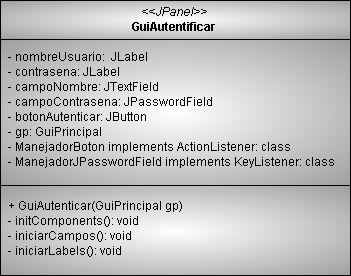 <<JPanel>>
GuiAutentificar
- nombreUsuario: JLabel
- contrasena: JLabel
- campoNombre: JTextField
- campoContrasena: JPasswordField
- botonAutenticar: JButton
- gp: GuiPrincipal
- ManejadorBoton implements ActionListener: class
- ManejadorJPasswordField implements KeyListener: class
+ GuiAutenticar(GuiPrincipal gp)
- initComponents(): void
- iniciarCampos(): void
- iniciarLabels(): void